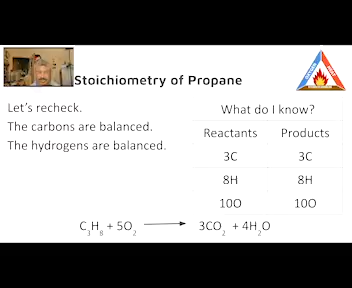 Stoichiometry of Propane
Let's recheck.
The carbons are balanced.
The hydrogens are balanced.
What do I know?
Reactants Products
3C 3C
8H 8H
10O 10O
C₃H₈ + 5O₂ ⟶ 3CO₂ + 4H₂O